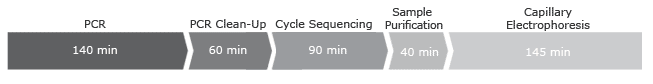 PCR
PCR Clean-Up
Cycle Sequencing
Sample
Purification
Capillary
Electrophoresis
140 min
60 min
90 min
40 min
145 min